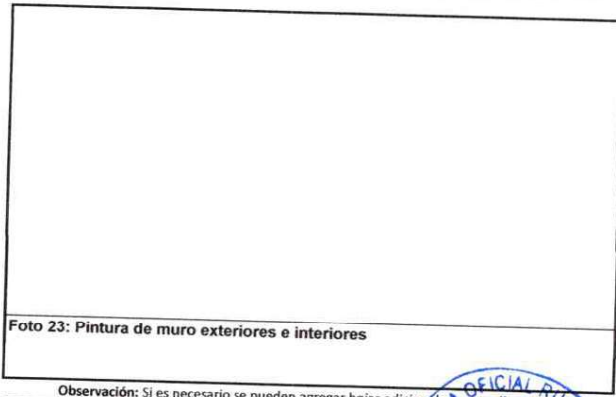 Foto 23: Pintura de muro exteriores e interiores
Observación: Si es necesario se pueden agregar hojas
OFICIAL